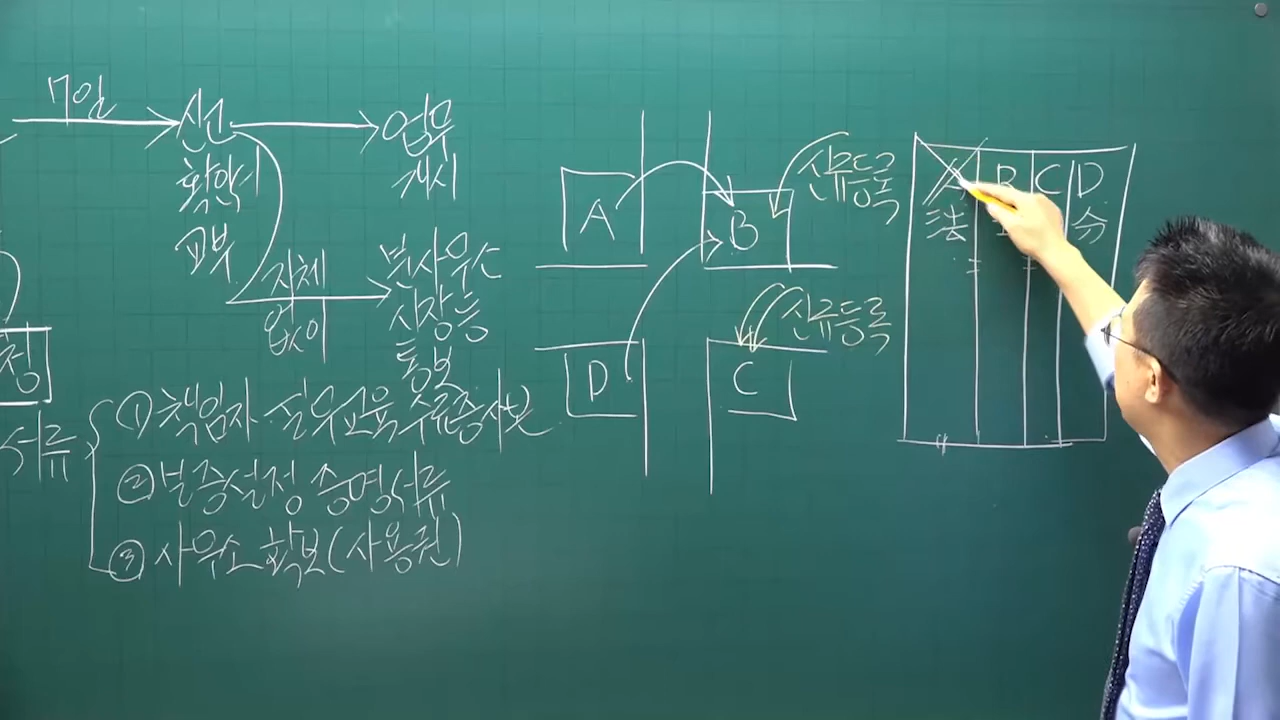 7일
신고
확인서
교부
업무
개시
지체
없이
분사무소
시장 등
통보
정
서류
① 책임자 실무교육 수료증 사본
② 보증설정 증명서류
③ 사무소 확보(사용권)
A
B
신규등록
D
C
신규등록
A B C D
法 分